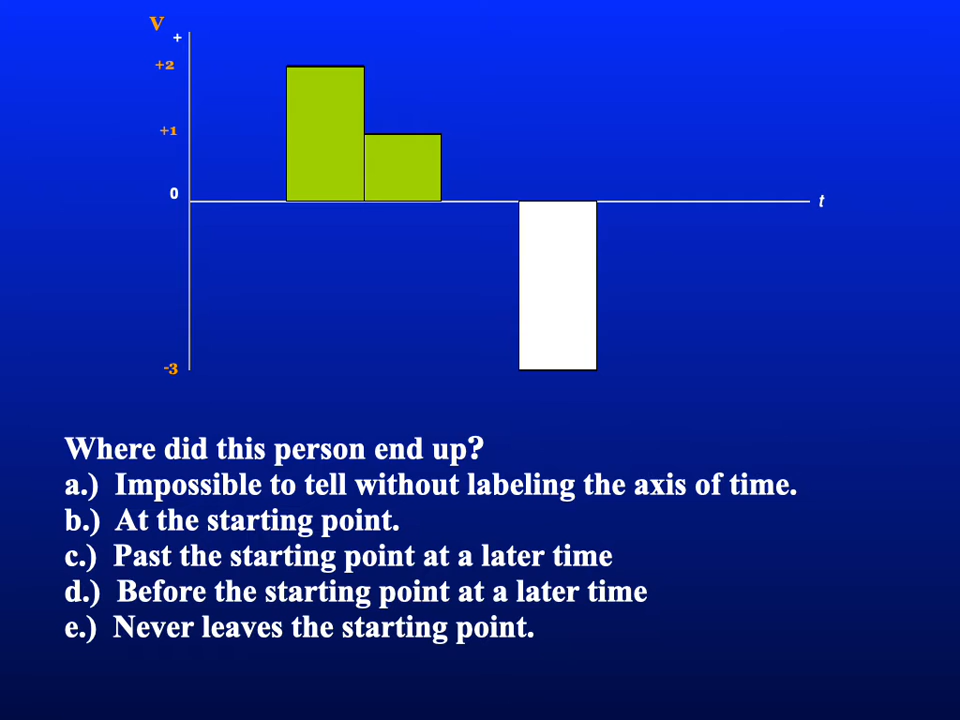 V
+
+2
+1
0
t
-3
Where did this person end up?
a.) Impossible to tell without labeling the axis of time.
b.) At the starting point.
c.) Past the starting point at a later time
d.) Before the starting point at a later time
e.) Never leaves the starting point.